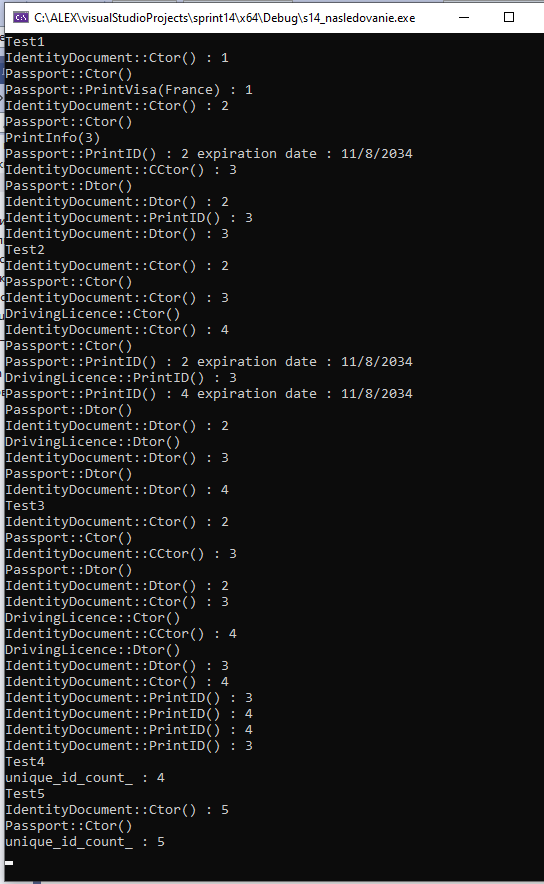 C:\ALEX\visualStudioProjects\sprint14\x64\Debug\s14_nasledovanie.exe
Test1
IdentityDocument::Ctor() : 1
Passport::Ctor()
Passport::PrintVisa(France) : 1
IdentityDocument::Ctor() : 2
Passport::Ctor()
PrintInfo(3)
Passport::PrintID() : 2 expiration date : 11/8/2034
IdentityDocument::CCtor() : 3
Passport::Dtor()
IdentityDocument::Dtor() : 2
IdentityDocument::PrintID() : 3
IdentityDocument::Dtor() : 3
Test2
IdentityDocument::Ctor() : 2
Passport::Ctor()
IdentityDocument::Ctor() : 3
DrivingLicence::Ctor()
IdentityDocument::Ctor() : 4
Passport::Ctor()
Passport::PrintID() : 2 expiration date : 11/8/2034
DrivingLicence::PrintID() : 3
Passport::PrintID() : 4 expiration date : 11/8/2034
Passport::Dtor()
IdentityDocument::Dtor() : 2
DrivingLicence::Dtor()
IdentityDocument::Dtor() : 3
Passport::Dtor()
IdentityDocument::Dtor() : 4
Test3
IdentityDocument::Ctor() : 2
Passport::Ctor()
IdentityDocument::CCtor() : 3
Passport::Dtor()
IdentityDocument::Dtor() : 2
IdentityDocument::Ctor() : 3
DrivingLicence::Ctor()
IdentityDocument::CCtor() : 4
DrivingLicence::Dtor()
IdentityDocument::Dtor() : 3
IdentityDocument::Ctor() : 4
IdentityDocument::PrintID() : 3
IdentityDocument::PrintID() : 4
IdentityDocument::PrintID() : 4
IdentityDocument::PrintID() : 3
Test4
unique_id_count_ : 4
Test5
IdentityDocument::Ctor() : 5
Passport::Ctor()
unique_id_count_ : 5